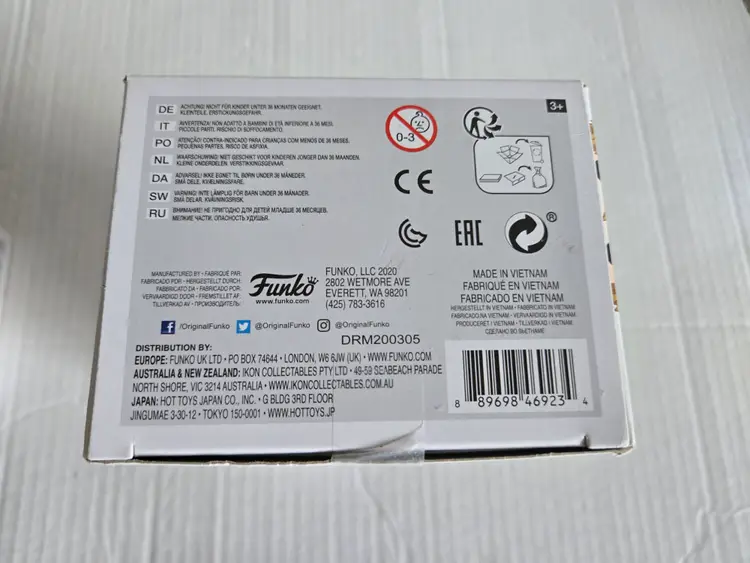 DE ACHTUNG! NICHT FÜR KINDER UNTER 36 MONATEN GEEIGNET.
KLEINTEILE. ERSTICKUNGSGEFAHR.
IT AVVERTENZA! NON ADATTO A BAMBINI DI ETÀ INFERIORE A 36 MESI.
PICCOLE PARTI. RISCHIO DI SOFFOCAMENTO.
PO ATENÇÃO! CONTRA-INDICADO PARA CRIANÇAS COM MENOS DE 36 MESES.
PEQUENAS PARTES, RISCO DE ASFIXIA.
NL WAARSCHUWING! NIET GESCHIKT VOOR KINDEREN JONGER DAN 36 MAANDEN.
KLEINE ONDERDELEN. VERSTIKKINGSGEVAAR.
DA ADVARSEL! IKKE EGNET TIL BØRN UNDER 36 MÅNEDER.
SMÅ DELE. KVÆLNINGSFARE.
SW VARNING! INTE LÄMPLIG FÖR BARN UNDER 36 MÅNADER.
SMÅ DELAR. KVÄVNINGSRISK.
RU ВНИМАНИЕ! НЕ ПРИГОДНО ДЛЯ ДЕТЕЙ МЛАДШЕ 36 МЕСЯЦЕВ.
МЕЛКИЕ ЧАСТИ, ОПАСНОСТЬ УДУШЬЯ.
0-3
3+
CE
EAC
®
MANUFACTURED BY • FABRIQUÉ PAR
FABRICADO POR • HERGESTELLT DURCH
FABBRICATO DA • FABRICADO POR
VERVAARDIGD DOOR • FREMSTILLET AF
TILLVERKAD AV • ПРОИЗВОДИТЕЛЬ
Funko
www.funko.com
FUNKO, LLC 2020
2802 WETMORE AVE
EVERETT, WA 98201
(425) 783-3616
MADE IN VIETNAM
FABRIQUÉ EN VIETNAM
FABRICADO EN VIETNAM
HERGESTELLT IN VIETNAM • FABBRICATO IN VIETNAM
FABRICADO NA VIETNAM • VERVAARDIGD IN VIETNAM
PRODUCERET I VIETNAM • TILLVERKAD I VIETNAM
СДЕЛАНО ВО ВЬЕТНАМЕ
/OriginalFunko @OriginalFunko @OriginalFunko
DRM200305
DISTRIBUTION BY:
EUROPE: FUNKO UK LTD • PO BOX 74644 • LONDON, W6 6JW (UK) • WWW.FUNKO.COM
AUSTRALIA & NEW ZEALAND: IKON COLLECTABLES PTY LTD • 49-59 SEABEACH PARADE
NORTH SHORE, VIC 3214 AUSTRALIA • WWW.IKONCOLLECTABLES.COM.AU
JAPAN: HOT TOYS JAPAN CO., INC. • G BLDG 3RD FLOOR
JINGUMAE 3-30-12 • TOKYO 150-0001 • WWW.HOTTOYS.JP
8 89698 46923 4